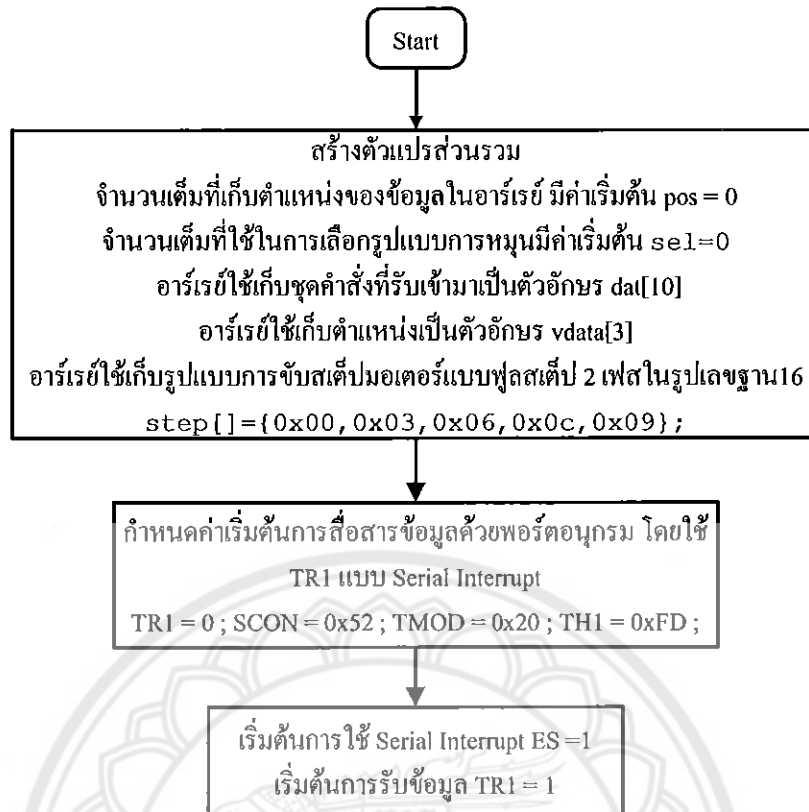 Start
สร้างตัวแปรส่วนรวม
จำนวนเต็มที่เก็บตำแหน่งของข้อมูลในอาร์เรย์ มีค่าเริ่มต้น pos = 0
จำนวนเต็มที่ใช้ในการเลือกรูปแบบการหมุนมีค่าเริ่มต้น sel=0
อาร์เรย์ใช้เก็บชุดคำสั่งที่รับเข้ามาเป็นตัวอักษร dat[10]
อาร์เรย์ใช้เก็บตำแหน่งเป็นตัวอักษร vdata[3]
อาร์เรย์ใช้เก็บรูปแบบการขับสเต็ปมอเตอร์แบบฟูลสเต็ป 2 เฟสในรูปเลขฐาน16
step[]={0x00,0x03,0x06,0x0c,0x09};
กำหนดค่าเริ่มต้นการสื่อสารข้อมูลด้วยพอร์ตอนุกรม โดยใช้
TR1 แบบ Serial Interrupt
TR1 = 0 ; SCON = 0x52 ; TMOD = 0x20 ; TH1 = 0xFD ;
เริ่มต้นการใช้ Serial Interrupt ES =1
เริ่มต้นการรับข้อมูล TR1 = 1